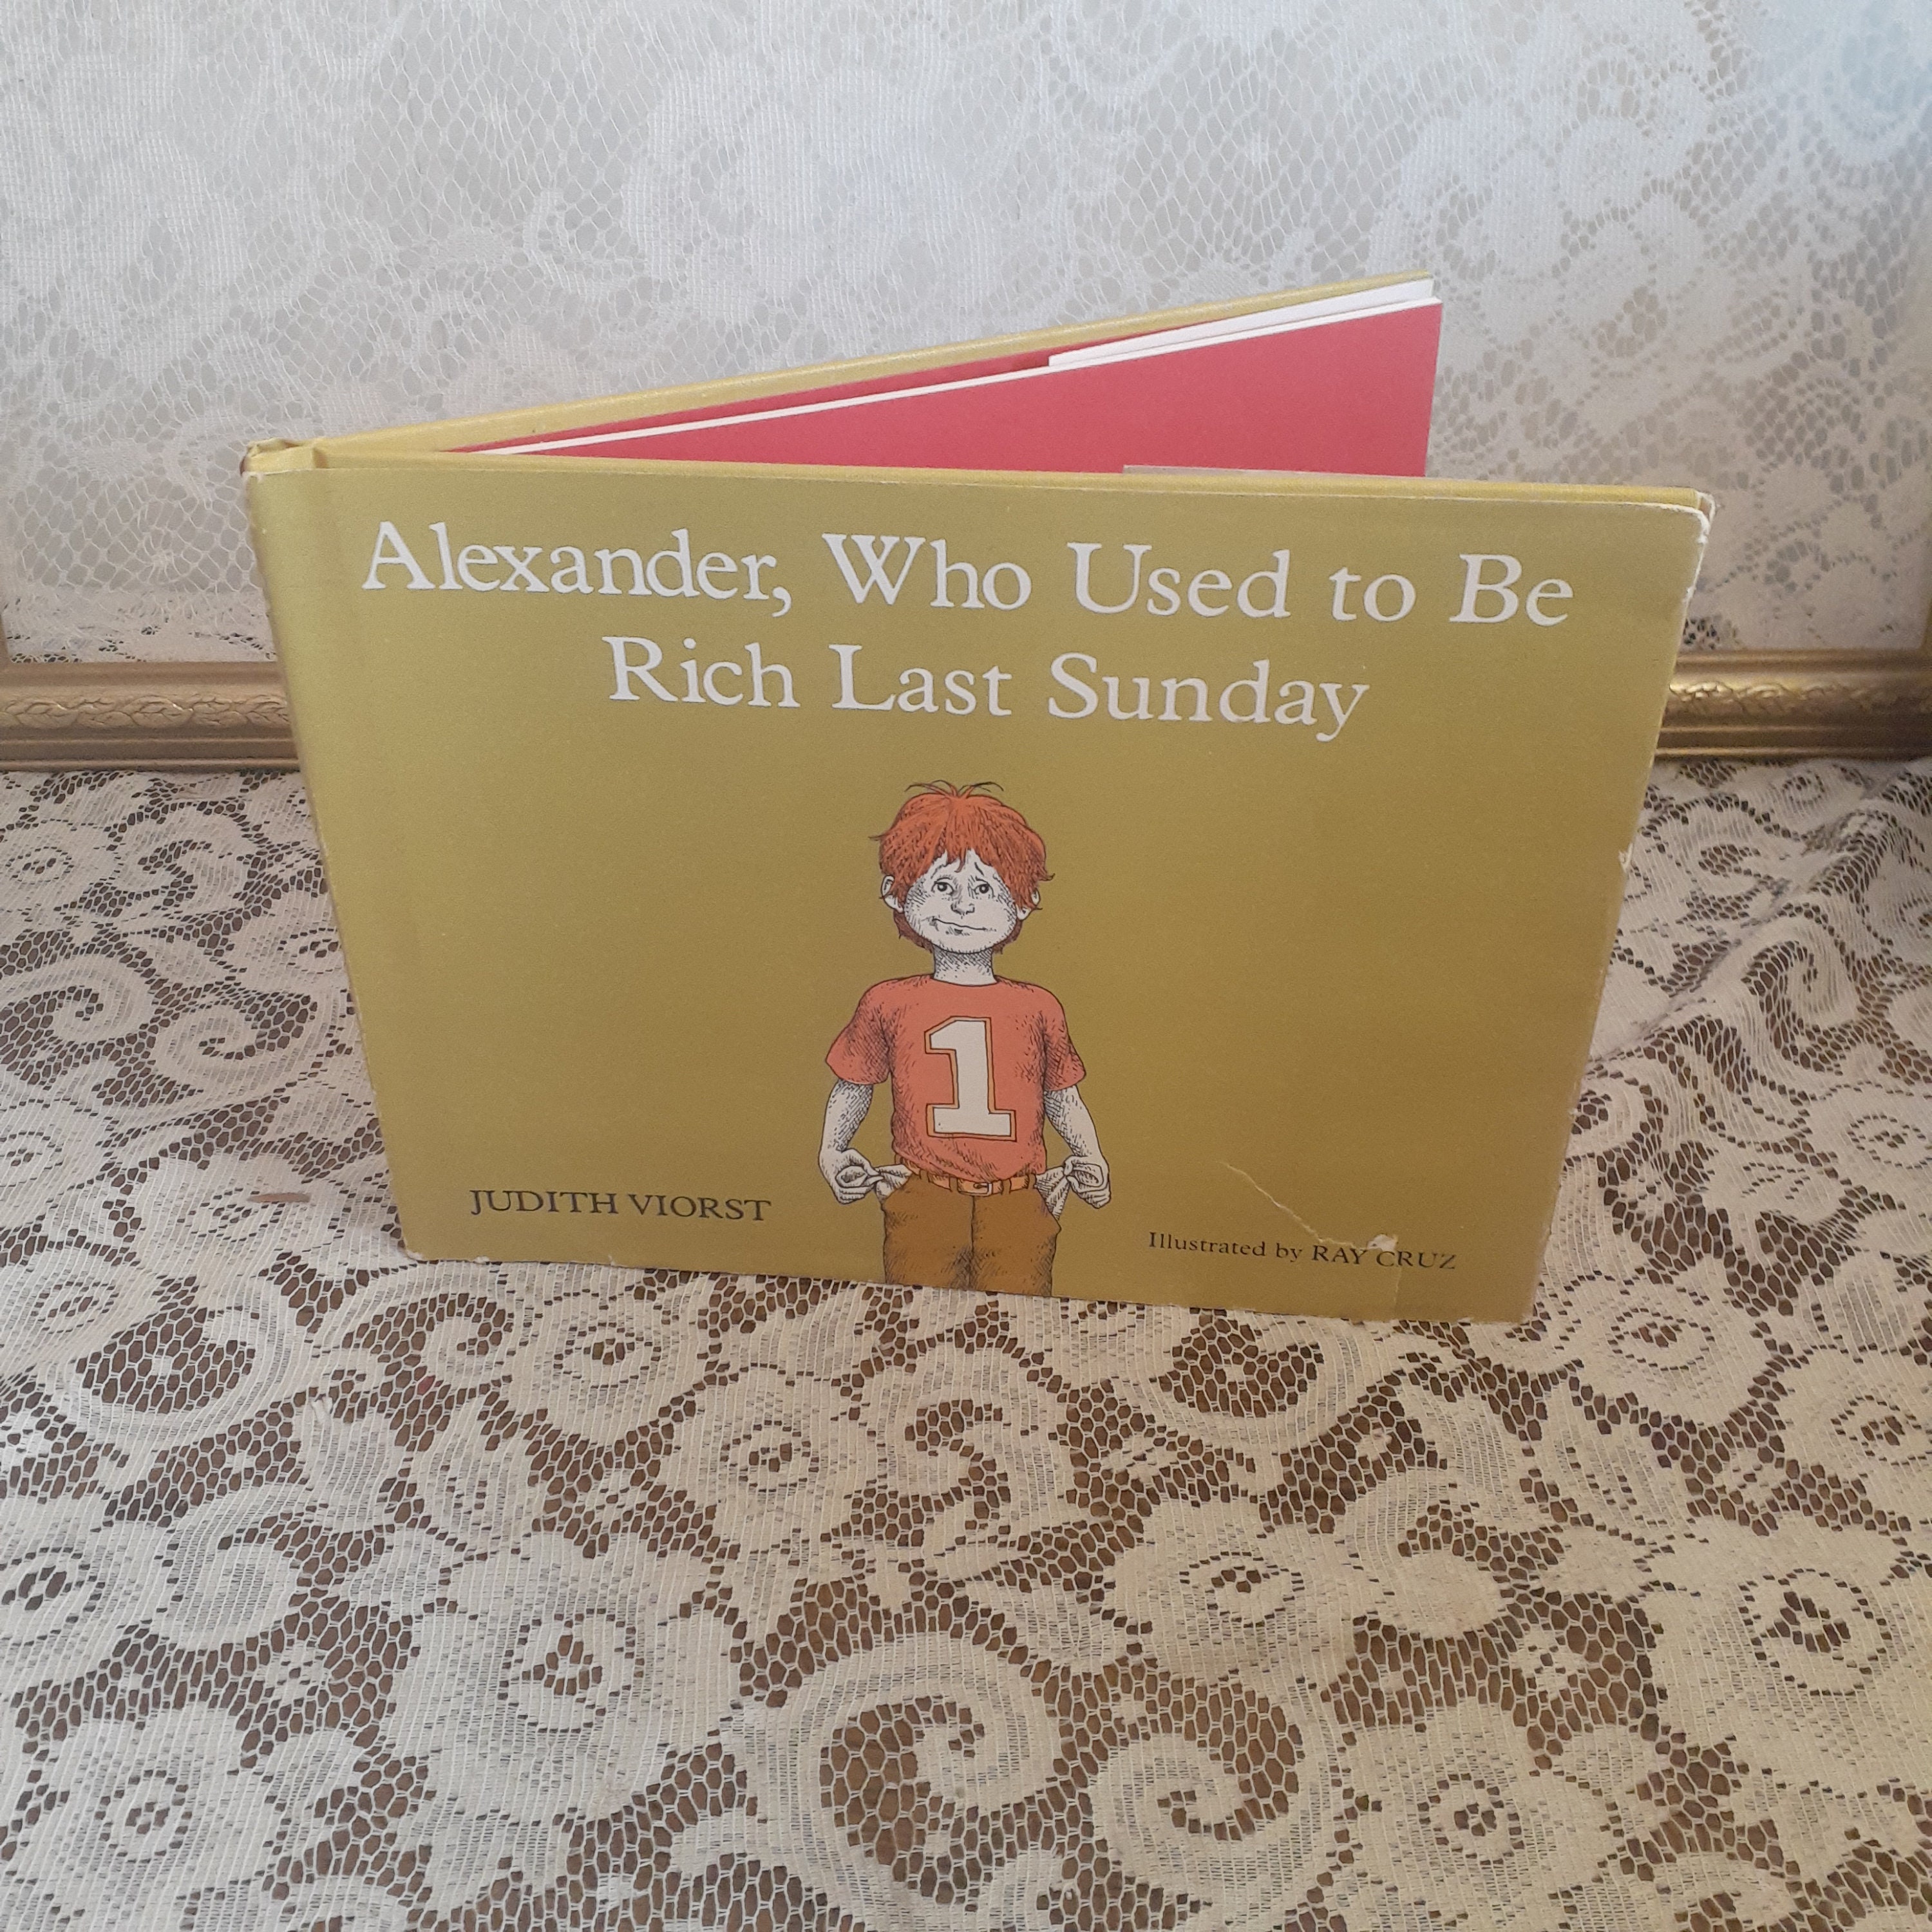 Alexander, Who Used to Be
Rich Last Sunday
1
JUDITH VIORST
Illustrated by RAY CRUZ